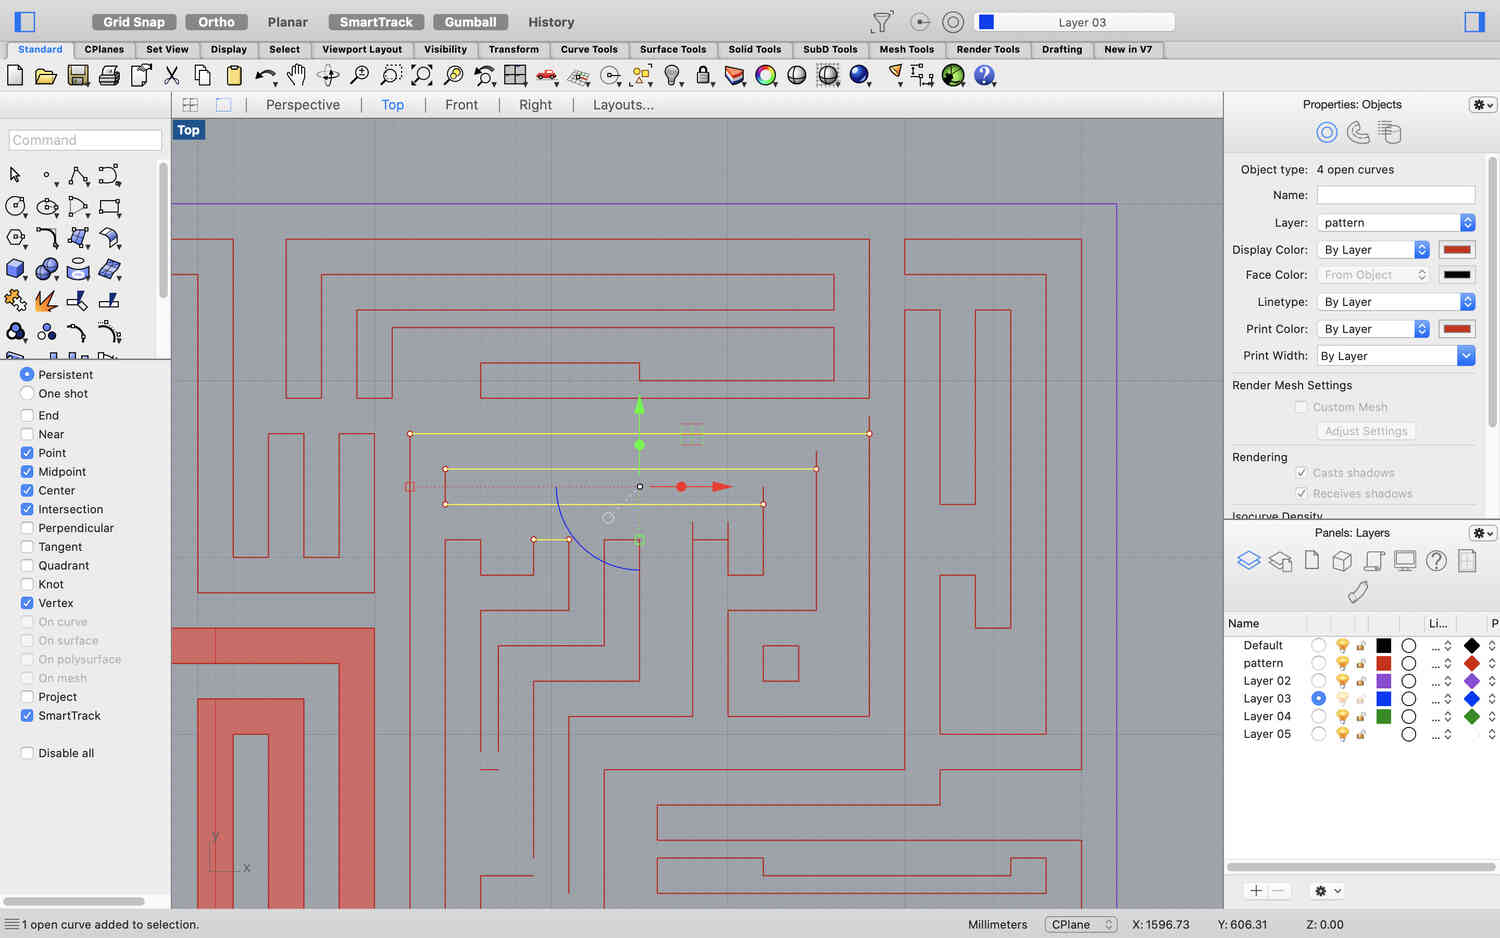 Grid Snap Ortho Planar SmartTrack Gumball History Layer 03
Standard CPlanes Set View Display Select Viewport Layout Visibility Transform Curve Tools Surface Tools Solid Tools SubD Tools Mesh Tools Render Tools Drafting New in V7
Perspective Top Front Right Layouts...
Properties: Objects
Top
Command
Object type: 4 open curves
Name:
Layer: pattern
Display Color: By Layer
Face Color: From Object
Linetype: By Layer
Print Color: By Layer
Print Width: By Layer
Render Mesh Settings
Custom Mesh
Adjust Settings
Rendering
Casts shadows
Receives shadows
Isocurve Density
Persistent
One shot
End
Near
Point
Midpoint
Center
Intersection
Perpendicular
Tangent
Quadrant
Knot
Vertex
On curve
On surface
On polysurface
On mesh
Project
SmartTrack
Disable all
Panels: Layers
Name Li... P
Default ...
pattern ...
Layer 02 ...
Layer 03 ...
Layer 04 ...
Layer 05 ...
y
x
1 open curve added to selection.
Millimeters CPlane X: 1596.73 Y: 606.31 Z: 0.00